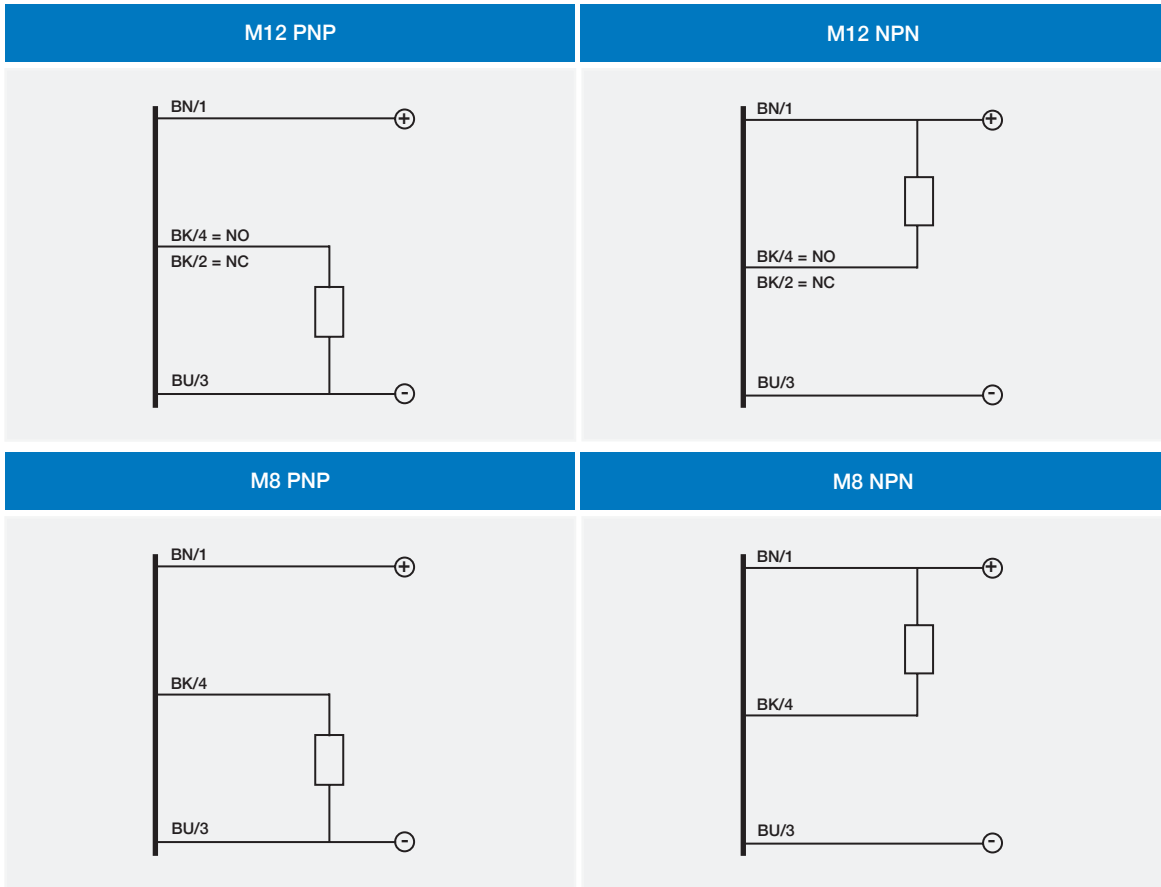 M12 PNP
BN/1
+
BK/4 = NO
BK/2 = NC
BU/3
-
M12 NPN
BN/1
+
BK/4 = NO
BK/2 = NC
BU/3
-
M8 PNP
BN/1
+
BK/4
BU/3
-
M8 NPN
BN/1
+
BK/4
BU/3
-